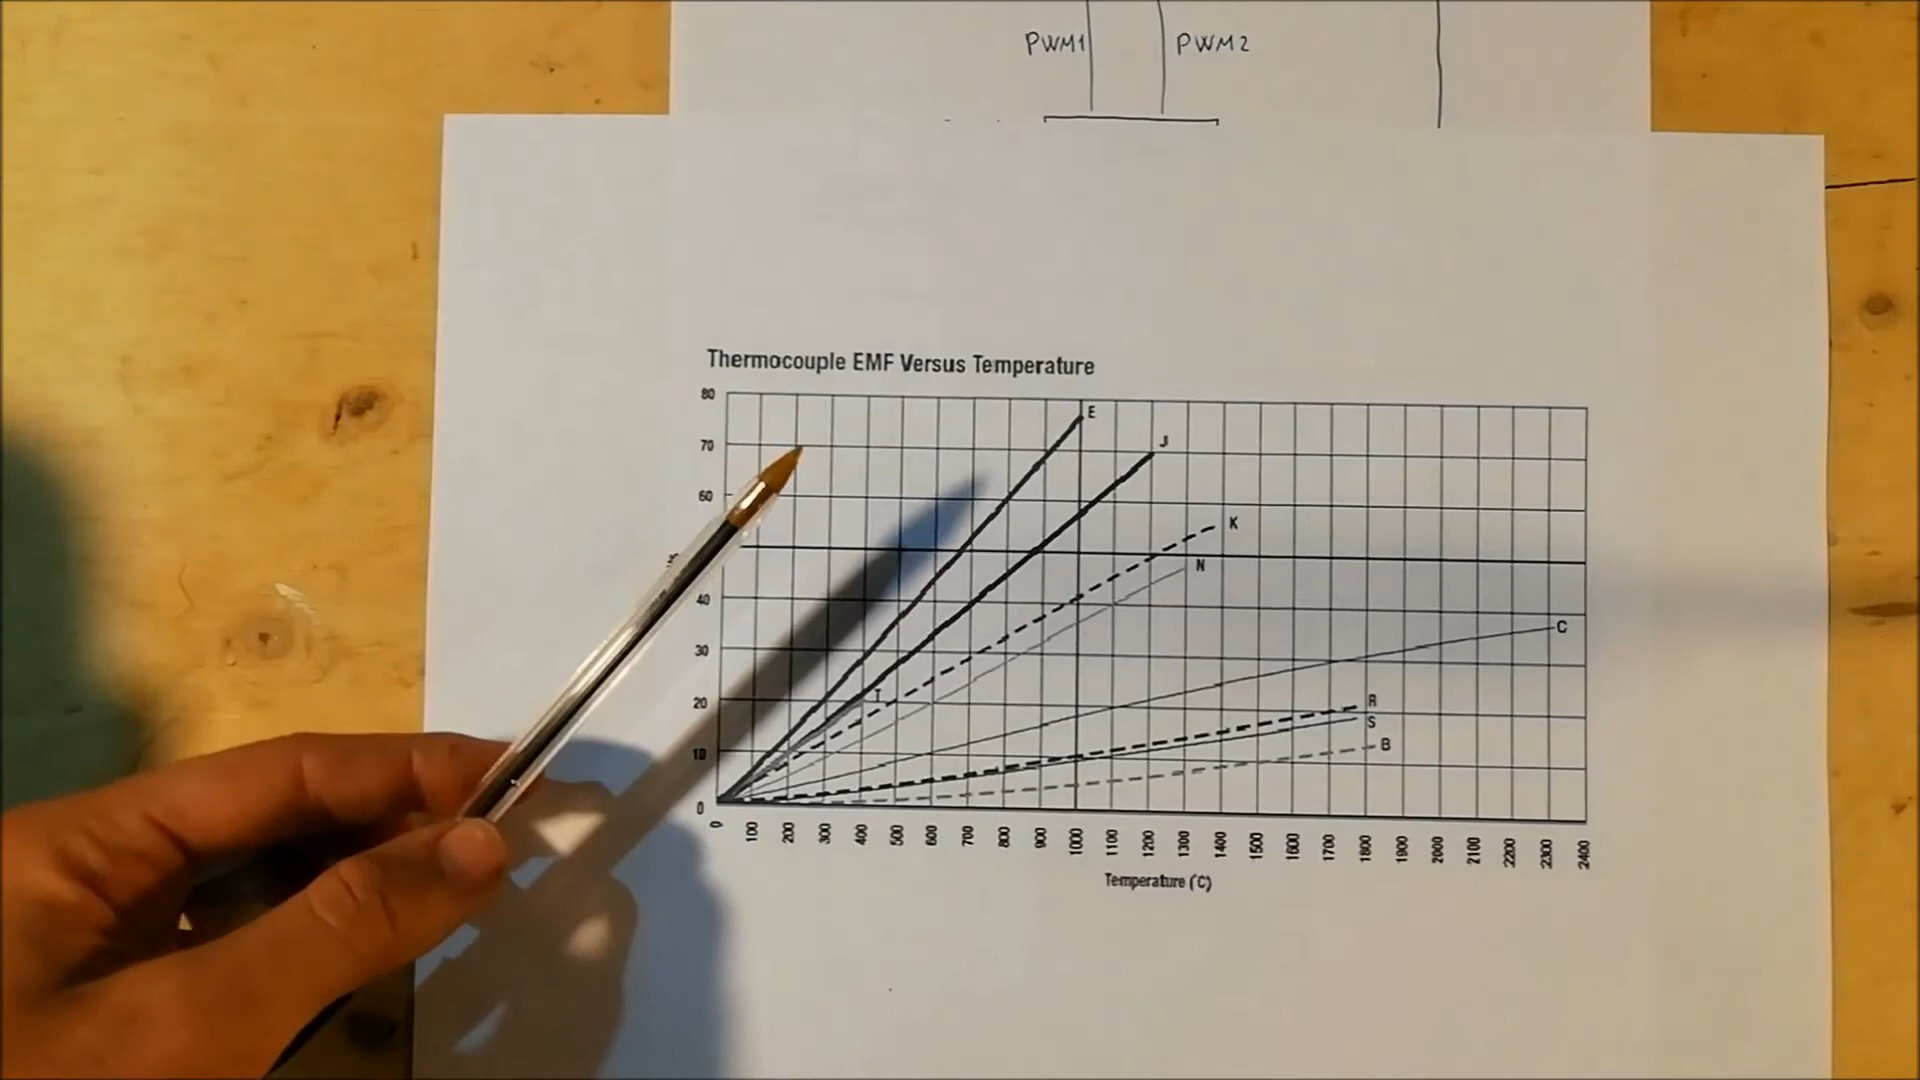 PWM1 PWM2
Thermocouple EMF Versus Temperature
80
70
60
40
30
20
10
0
E
J
K
N
C
T
R
S
B
0 100 200 300 400 500 600 700 800 900 1000 1100 1200 1300 1400 1500 1600 1700 1800 1900 2000 2100 2200 2300 2400
Temperature (°C)